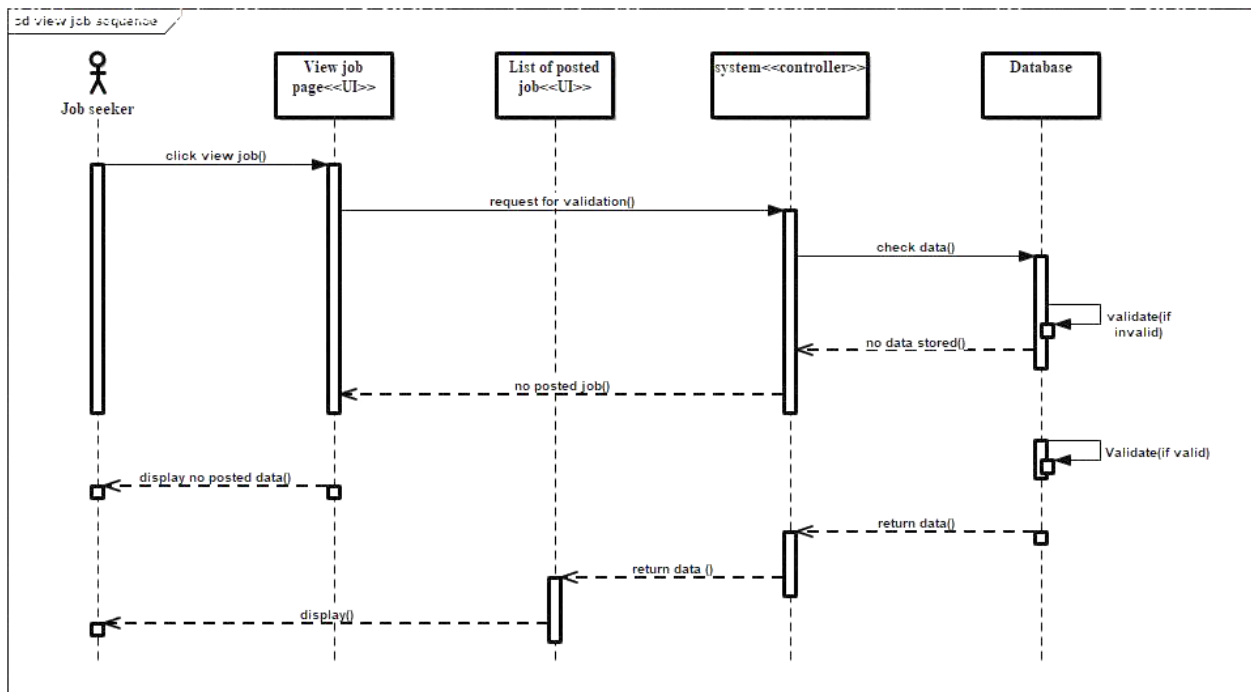 sd view job sequence
Job seeker
View job
page<<UI>>
List of posted
job<<UI>>
system<<controller>>
Database
click view job()
request for validation()
check data()
validate(if
invalid)
no data stored()
no posted job()
Validate(if valid)
display no posted data()
return data()
return data ()
display()